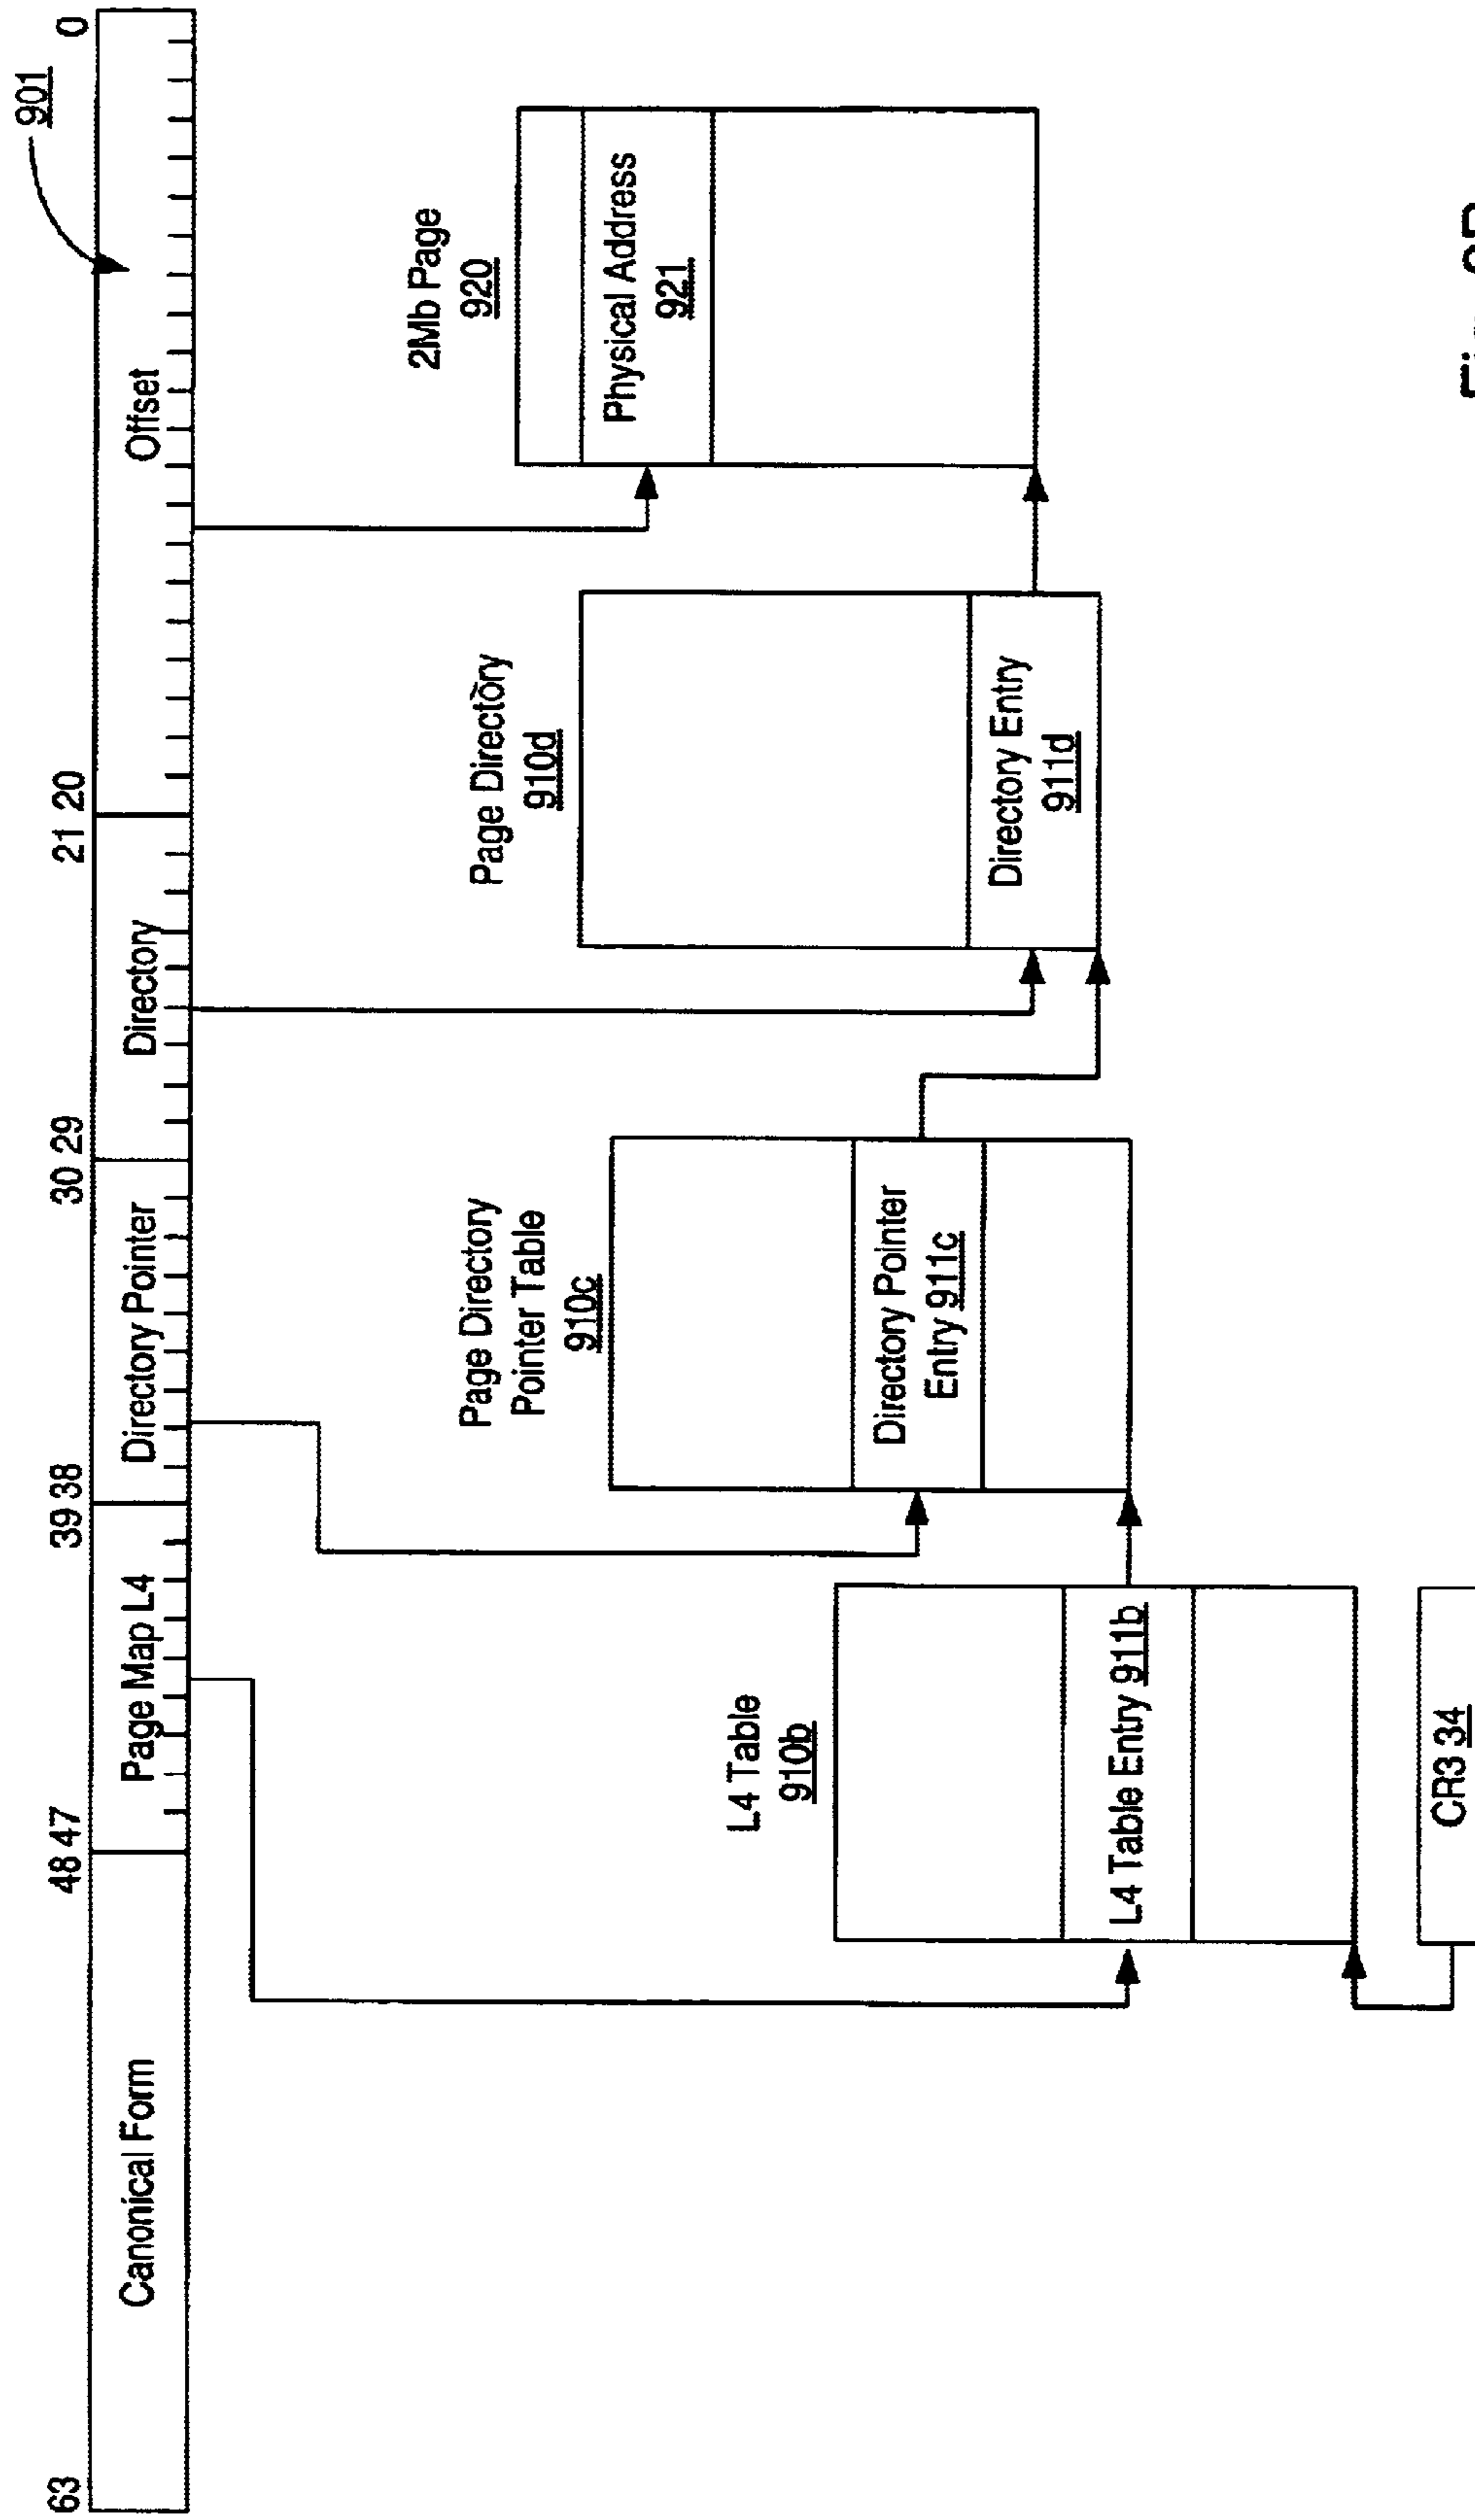 901
63
48 47
39 38
30 29
21 20
0
Canonical Form
Page Map L4
Directory Pointer
Directory
Offset
2Mb Page
920
Physical Address
921
Page Directory
910d
Directory Entry
911d
Page Directory
Pointer Table
910c
Directory Pointer
Entry 911c
L4 Table
910b
L4 Table Entry 911b
CR3 34